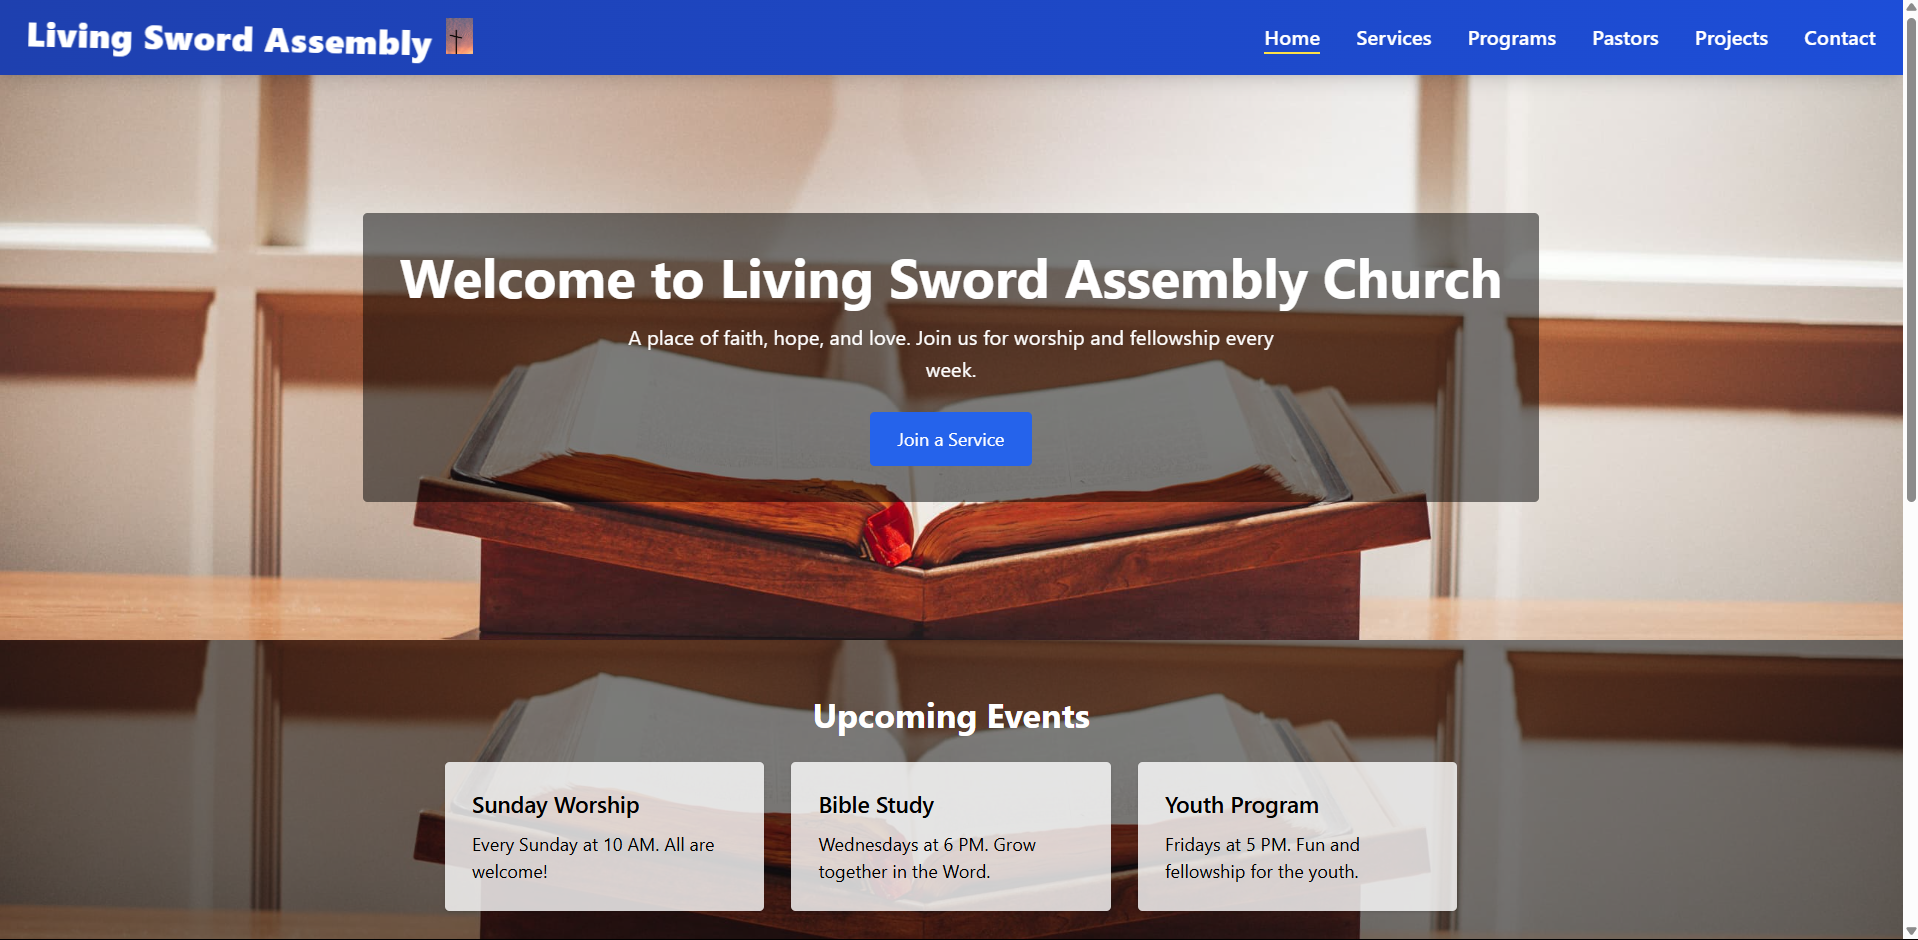 Living Sword Assembly
Home Services Programs Pastors Projects Contact
Welcome to Living Sword Assembly Church
A place of faith, hope, and love. Join us for worship and fellowship every
week.
Join a Service
Upcoming Events
Sunday Worship
Every Sunday at 10 AM. All are
welcome!
Bible Study
Wednesdays at 6 PM. Grow
together in the Word.
Youth Program
Fridays at 5 PM. Fun and
fellowship for the youth.